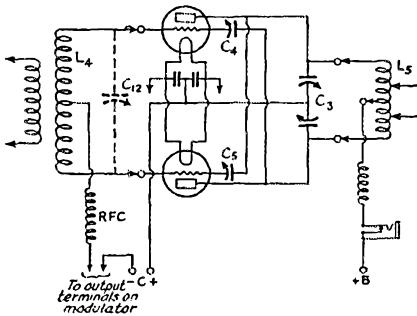 L4
C12
C4
C3
L5
C5
RFC
-C +
+B
To output
terminals on
modulator